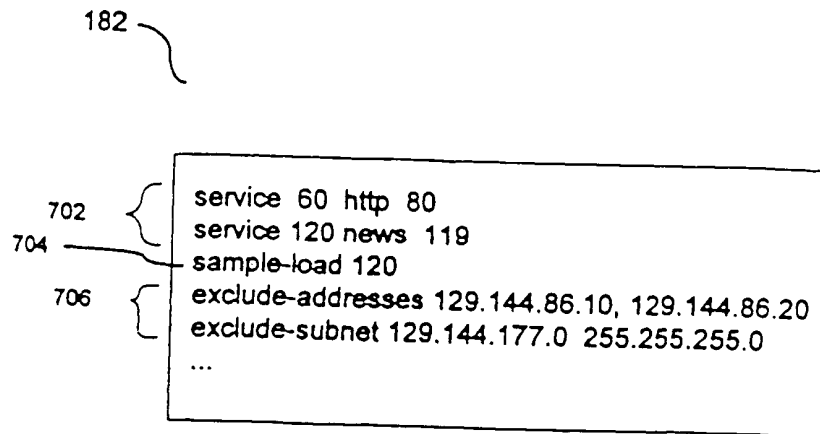 182
702
704
706
service 60 http 80
service 120 news 119
sample-load 120
exclude-addresses 129.144.86.10, 129.144.86.20
exclude-subnet 129.144.177.0 255.255.255.0
...